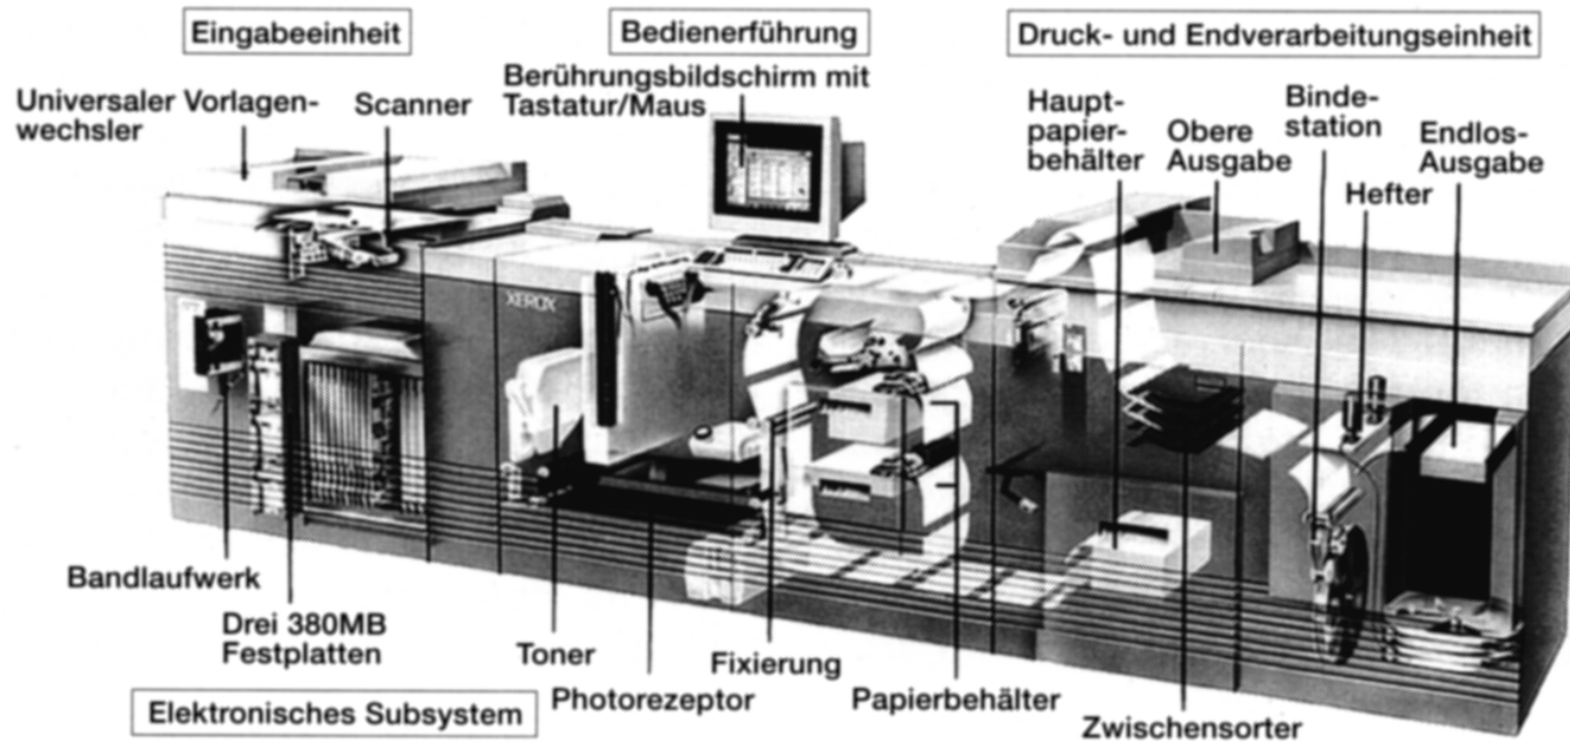 Eingabeeinheit
Bedienerführung
Druck- und Endverarbeitungseinheit
Universaler Vorlagen-
wechsler
Scanner
Berührungsbildschirm mit
Tastatur/Maus
Haupt-
papier-
behälter
Obere
Ausgabe
Binde-
station
Hefter
Endlos-
Ausgabe
XEROX
Bandlaufwerk
Drei 380MB
Festplatten
Toner
Photorezeptor
Fixierung
Papierbehälter
Zwischensorter
Elektronisches Subsystem